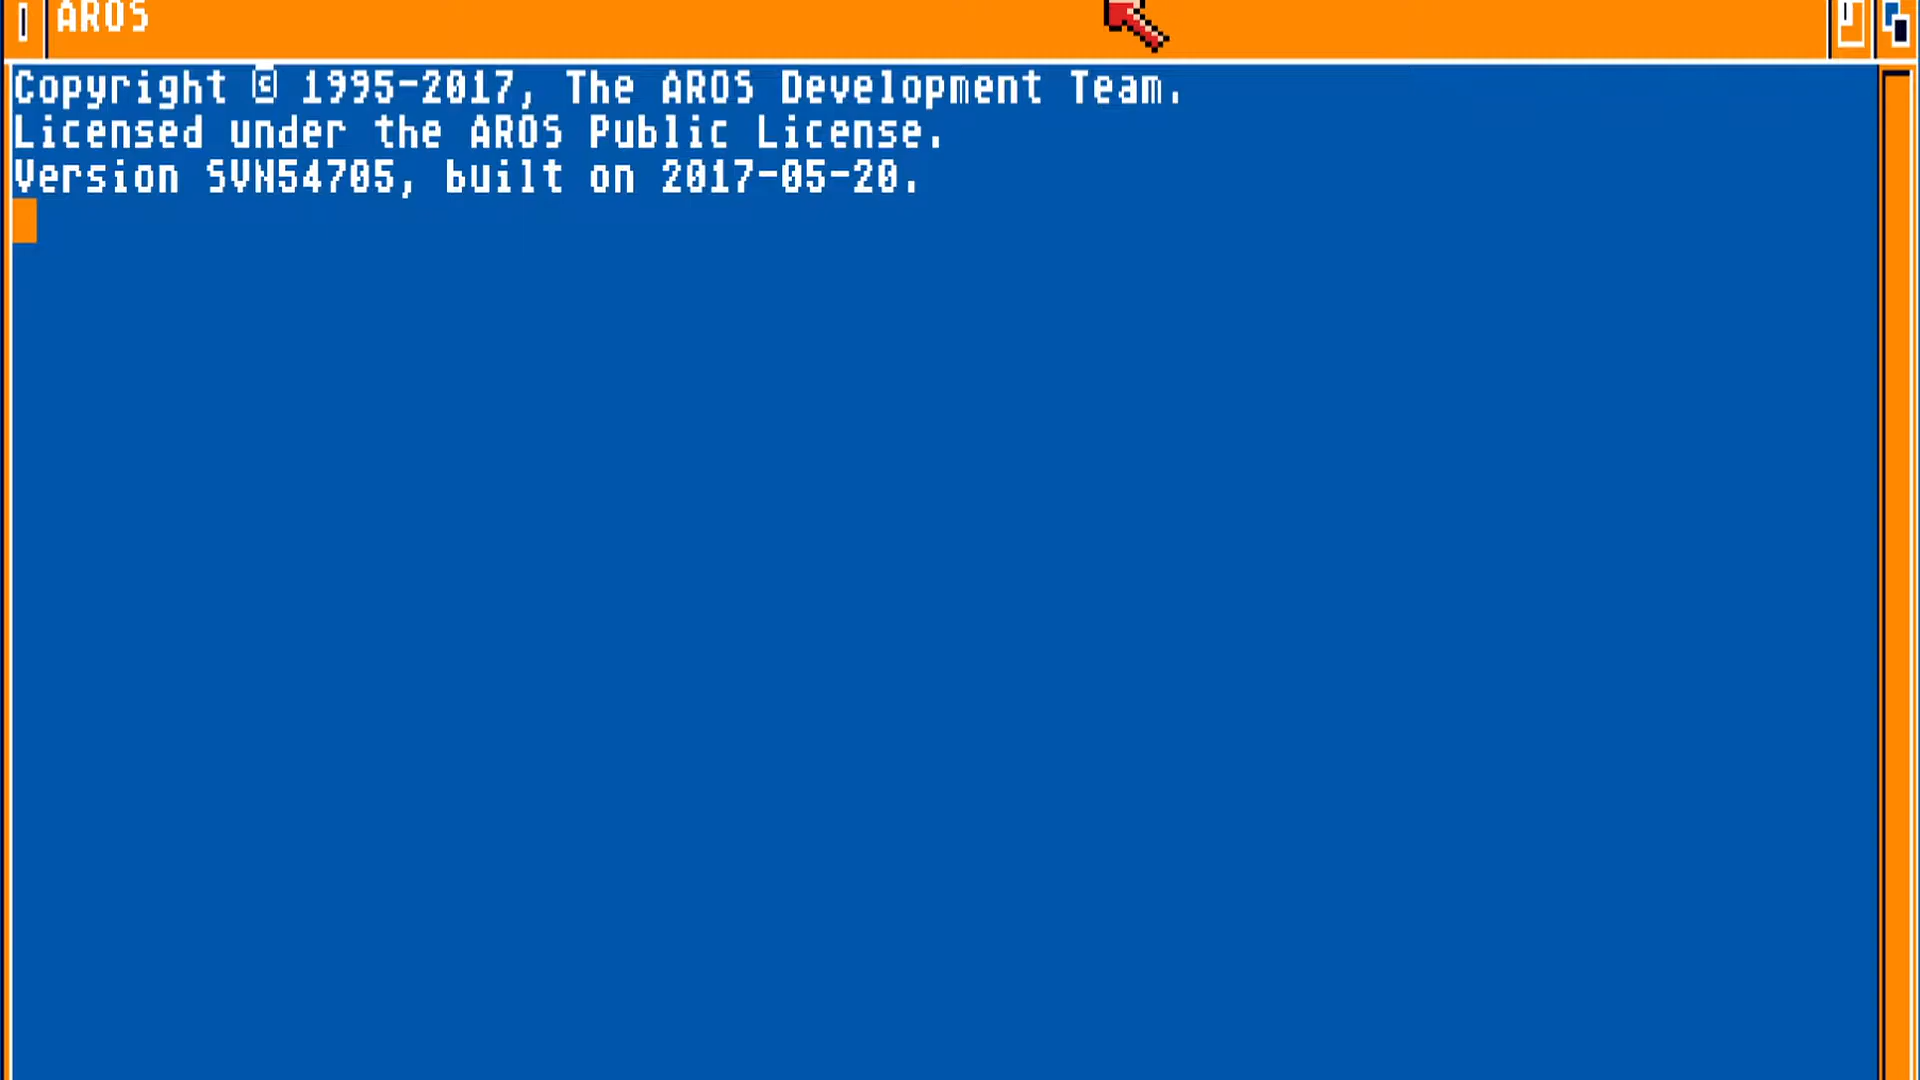 AROS
Copyright © 1995-2017, The AROS Development Team.
Licensed under the AROS Public License.
Version SVN54705, built on 2017-05-20.